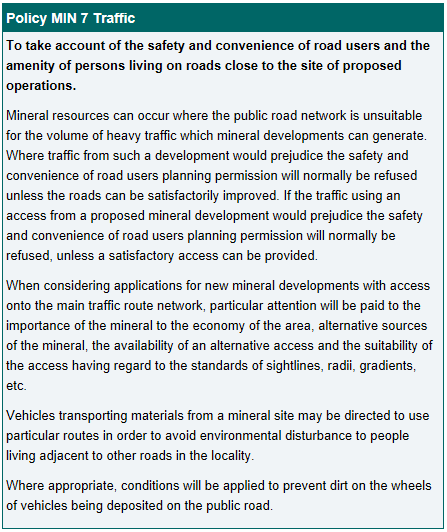 Policy MIN 7 Traffic
To take account of the safety and convenience of road users and the
amenity of persons living on roads close to the site of proposed
operations.
Mineral resources can occur where the public road network is unsuitable
for the volume of heavy traffic which mineral developments can generate.
Where traffic from such a development would prejudice the safety and
convenience of road users planning permission will normally be refused
unless the roads can be satisfactorily improved. If the traffic using an
access from a proposed mineral development would prejudice the safety
and convenience of road users planning permission will normally be
refused, unless a satisfactory access can be provided.
When considering applications for new mineral developments with access
onto the main traffic route network, particular attention will be paid to the
importance of the mineral to the economy of the area, alternative sources
of the mineral, the availability of an alternative access and the suitability of
the access having regard to the standards of sightlines, radii, gradients,
etc.
Vehicles transporting materials from a mineral site may be directed to use
particular routes in order to avoid environmental disturbance to people
living adjacent to other roads in the locality.
Where appropriate, conditions will be applied to prevent dirt on the wheels
of vehicles being deposited on the public road.